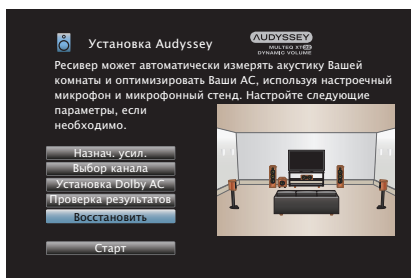 Установка Audyssey
AUDYSSEY
MULTEQ XT32
DYNAMIC VOLUME
Ресивер может автоматически измерять акустику Вашей
комнаты и оптимизировать Ваши АС, используя настроечный
микрофон и микрофонный стенд. Настройте следующие
параметры, если
необходимо.
Назнач. усил.
Выбор канала
Установка Dolby АС
Проверка результатов
Восстановить
Старт